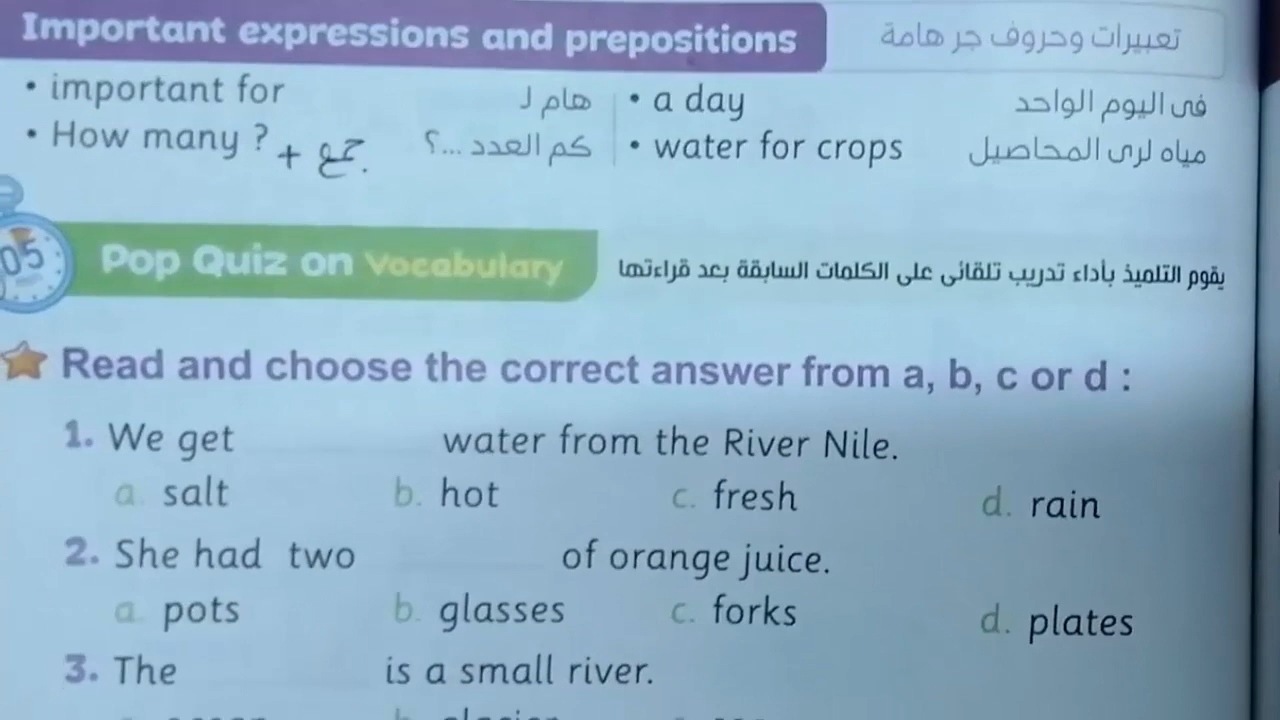 Important expressions and prepositions
تعبيرات وحروف جر هامة
• important for هام لـ
• a day فى اليوم الواحد
• How many ? + جمع كم العدد ...؟
• water for crops مياه لرى المحاصيل
05
Pop Quiz on Vocabulary
يقوم التلميذ بأداء تدريب تلقائى على الكلمات السابقة بعد قراءتها
Read and choose the correct answer from a, b, c or d :
1. We get water from the River Nile.
a. salt b. hot c. fresh d. rain
2. She had two of orange juice.
a. pots b. glasses c. forks d. plates
3. The is a small river.